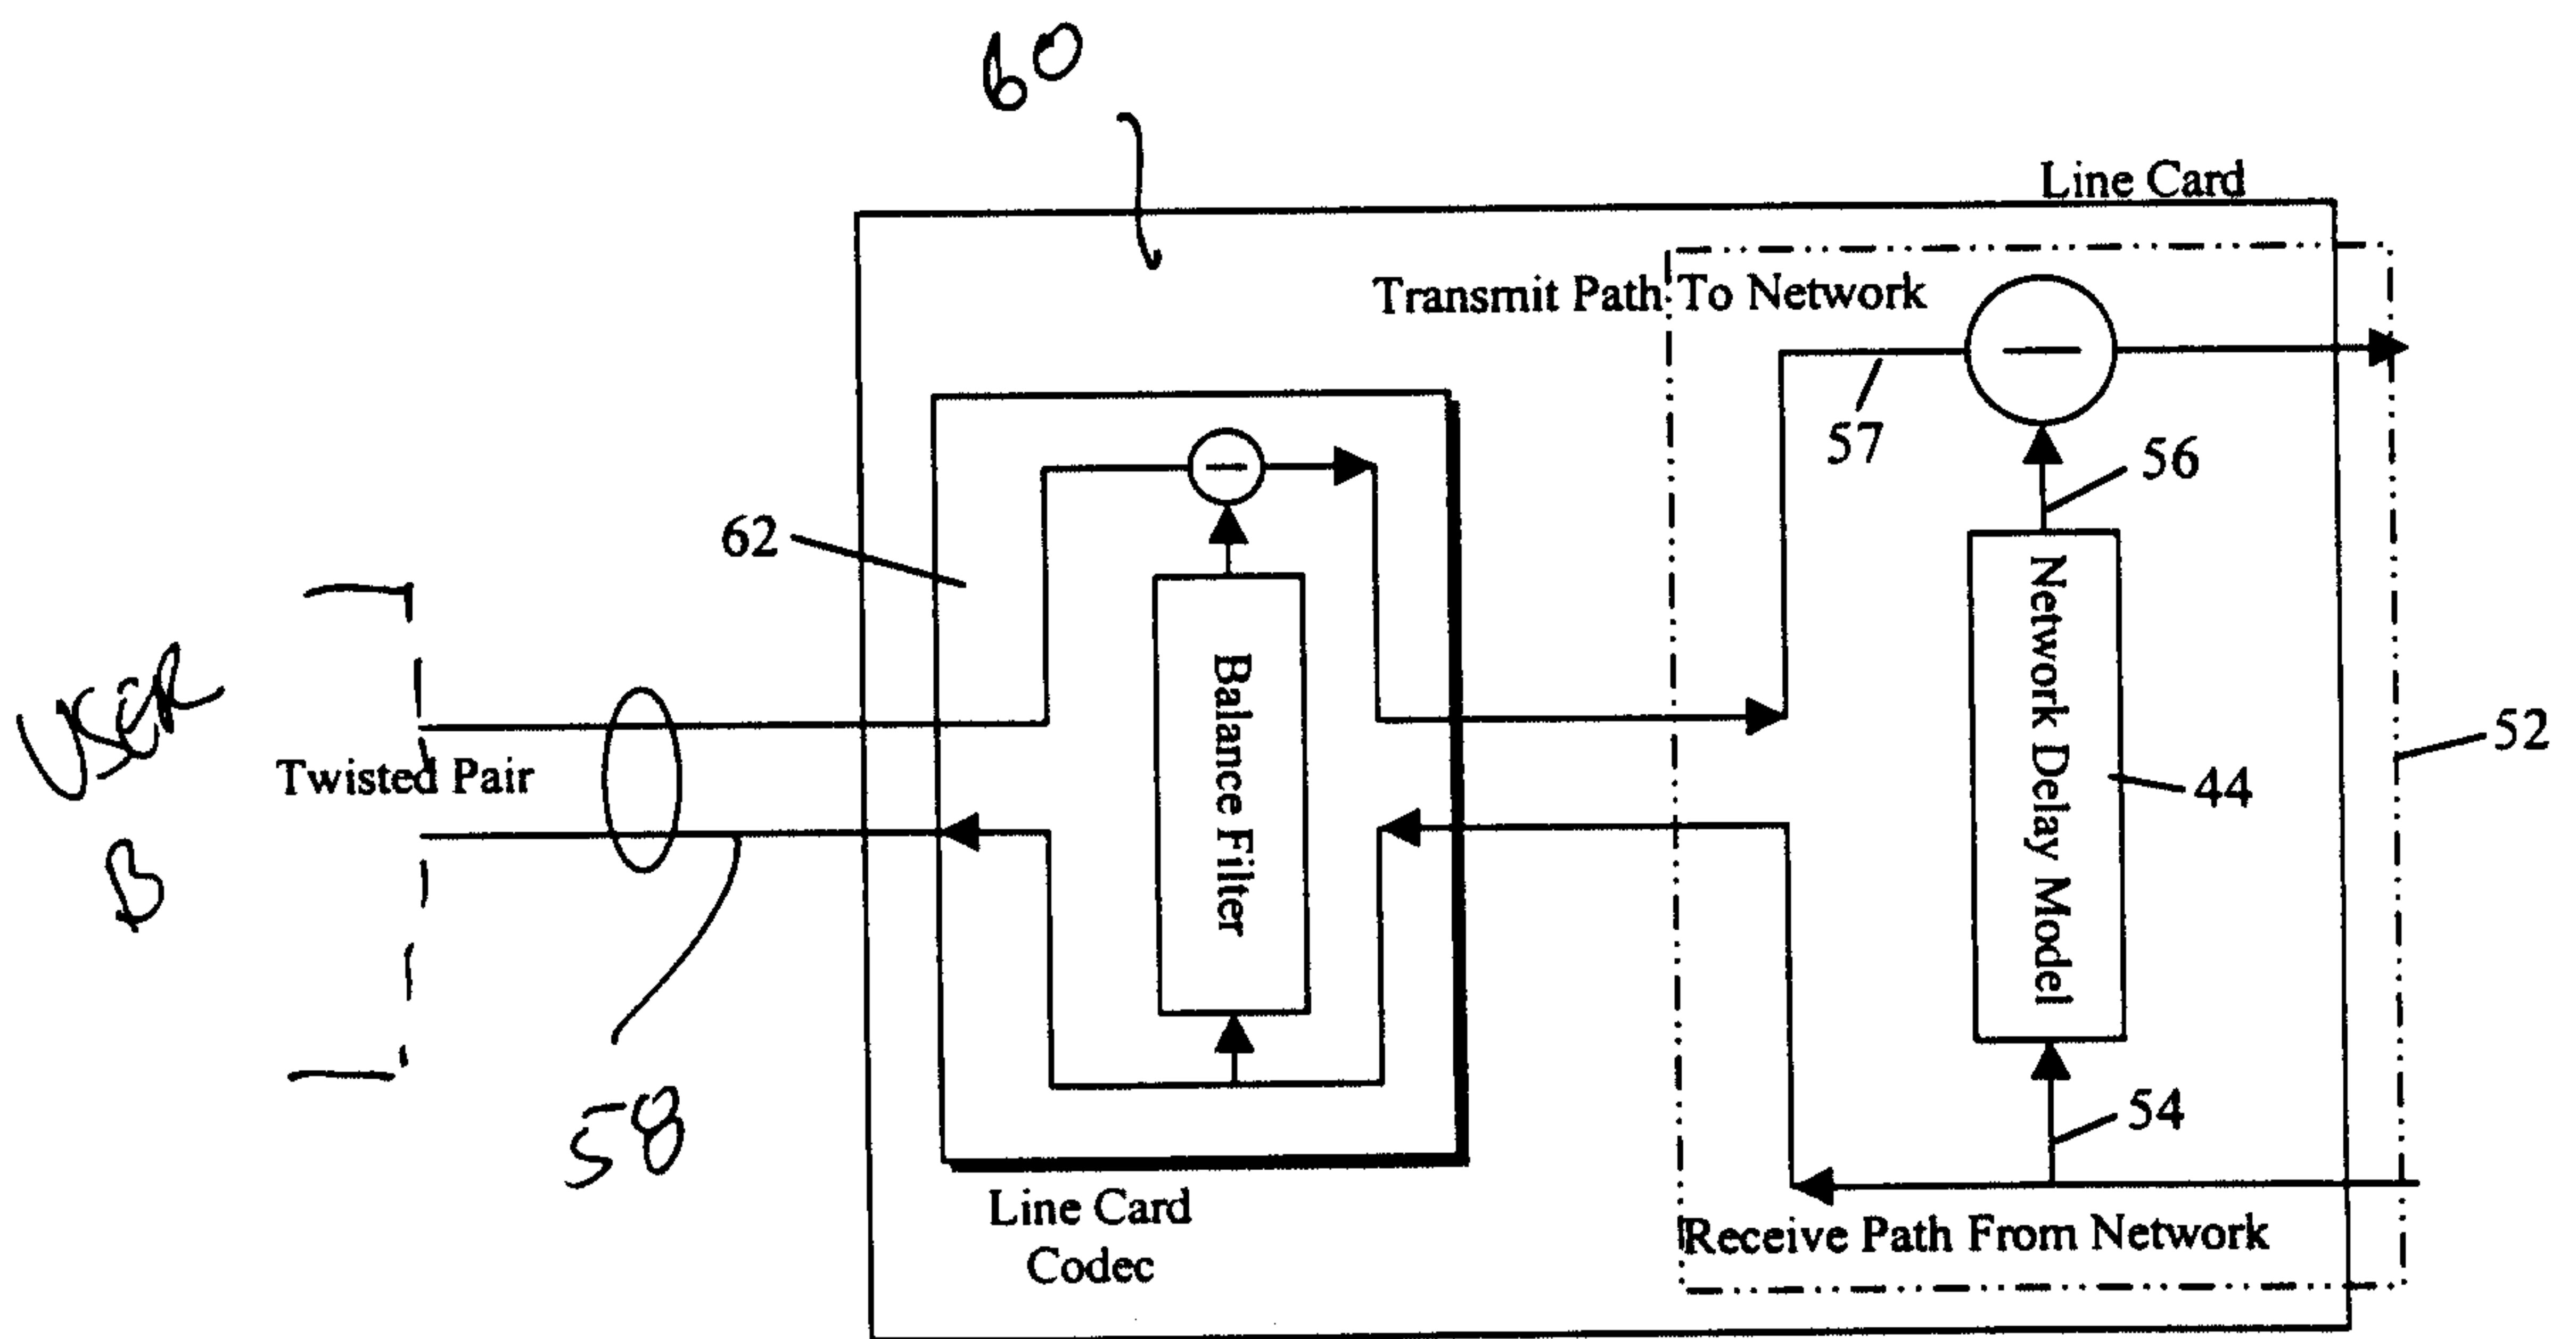 60
Line Card
Transmit Path To Network
57
56
62
Network Delay Model
Balance Filter
USER
B
Twisted Pair
52
44
54
58
Line Card
Codec
Receive Path From Network